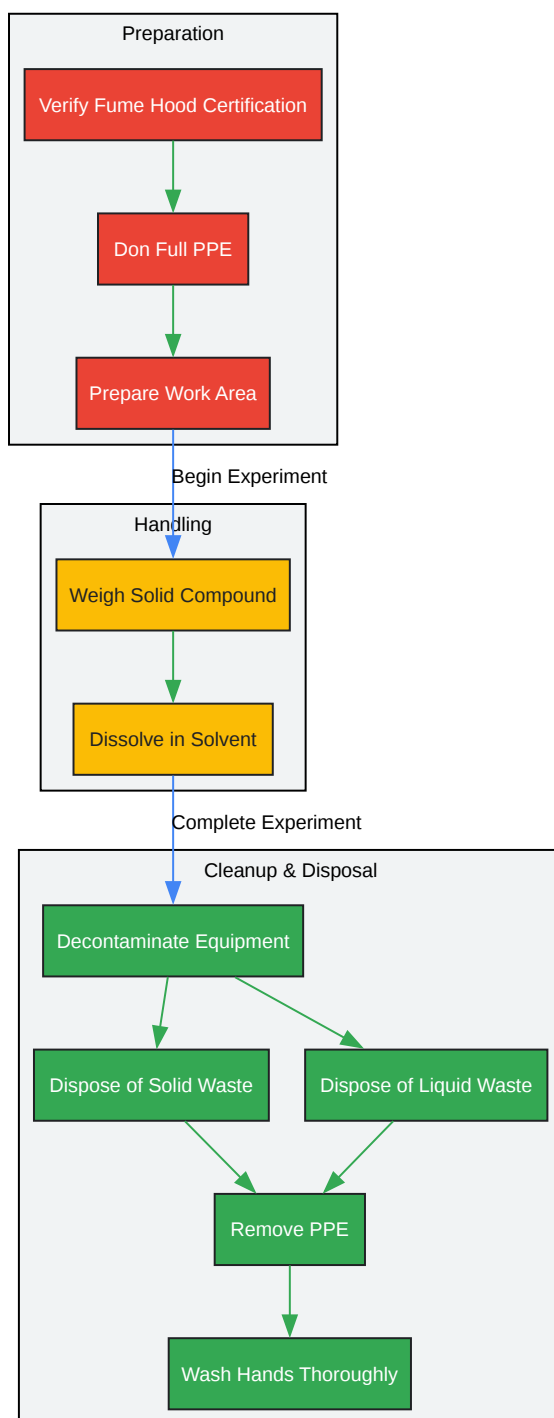 Preparation
Verify Fume Hood Certification
Don Full PPE
Prepare Work Area
Begin Experiment
Handling
Weigh Solid Compound
Dissolve in Solvent
Complete Experiment
Cleanup & Disposal
Decontaminate Equipment
Dispose of Solid Waste
Dispose of Liquid Waste
Remove PPE
Wash Hands Thoroughly